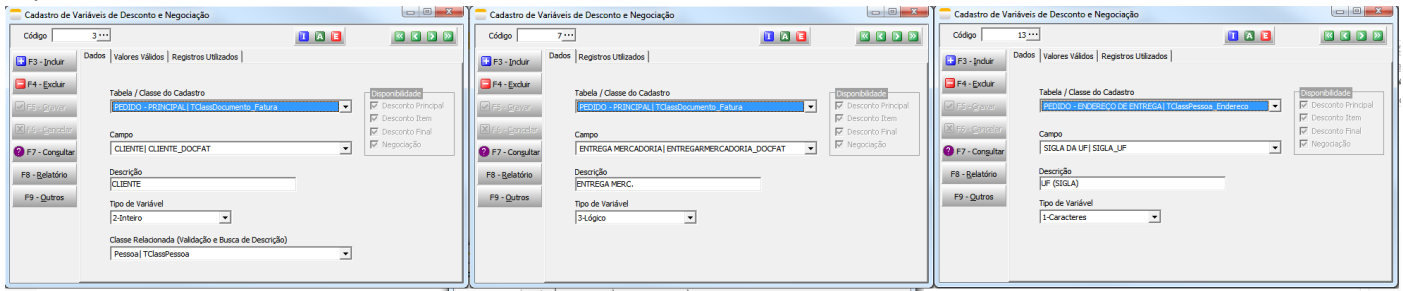 Cadastro de Variáveis de Desconto e Negociação
Código 3 ...
I A E
F3 - Incluir
F4 - Excluir
F5 - Gravar
F6 - Cancelar
F7 - Consultar
F8 - Relatório
F9 - Outros
Dados Valores Válidos Registros Utilizados
Tabela / Classe do Cadastro
PEDIDO - PRINCIPAL| TClassDocumento_Fatura
Campo
CLIENTE| CLIENTE_DOCFAT
Descrição
CLIENTE
Tipo de Variável
2-Inteiro
Classe Relacionada (Validação e Busca de Descrição)
Pessoa| TClassPessoa
Disponibilidade
Desconto Principal
Desconto Item
Desconto Final
Negociação
Cadastro de Variáveis de Desconto e Negociação
Código 7 ...
I A E
F3 - Incluir
F4 - Excluir
F5 - Gravar
F6 - Cancelar
F7 - Consultar
F8 - Relatório
F9 - Outros
Dados Registros Utilizados
Tabela / Classe do Cadastro
PEDIDO - PRINCIPAL| TClassDocumento_Fatura
Campo
ENTREGA MERCADORIA| ENTREGARMERCADORIA_DOCFAT
Descrição
ENTREGA MERC.
Tipo de Variável
3-Lógico
Disponibilidade
Desconto Principal
Desconto Item
Desconto Final
Negociação
Cadastro de Variáveis de Desconto e Negociação
Código 13 ...
I A E
F3 - Incluir
F4 - Excluir
F5 - Gravar
F6 - Cancelar
F7 - Consultar
F8 - Relatório
F9 - Outros
Dados Valores Válidos Registros Utilizados
Tabela / Classe do Cadastro
PEDIDO - ENDEREÇO DE ENTREGA| TClassPessoa_Endereco
Campo
SIGLA DA UF| SIGLA_UF
Descrição
UF (SIGLA)
Tipo de Variável
1-Caracteres
Disponibilidade
Desconto Principal
Desconto Item
Desconto Final
Negociação